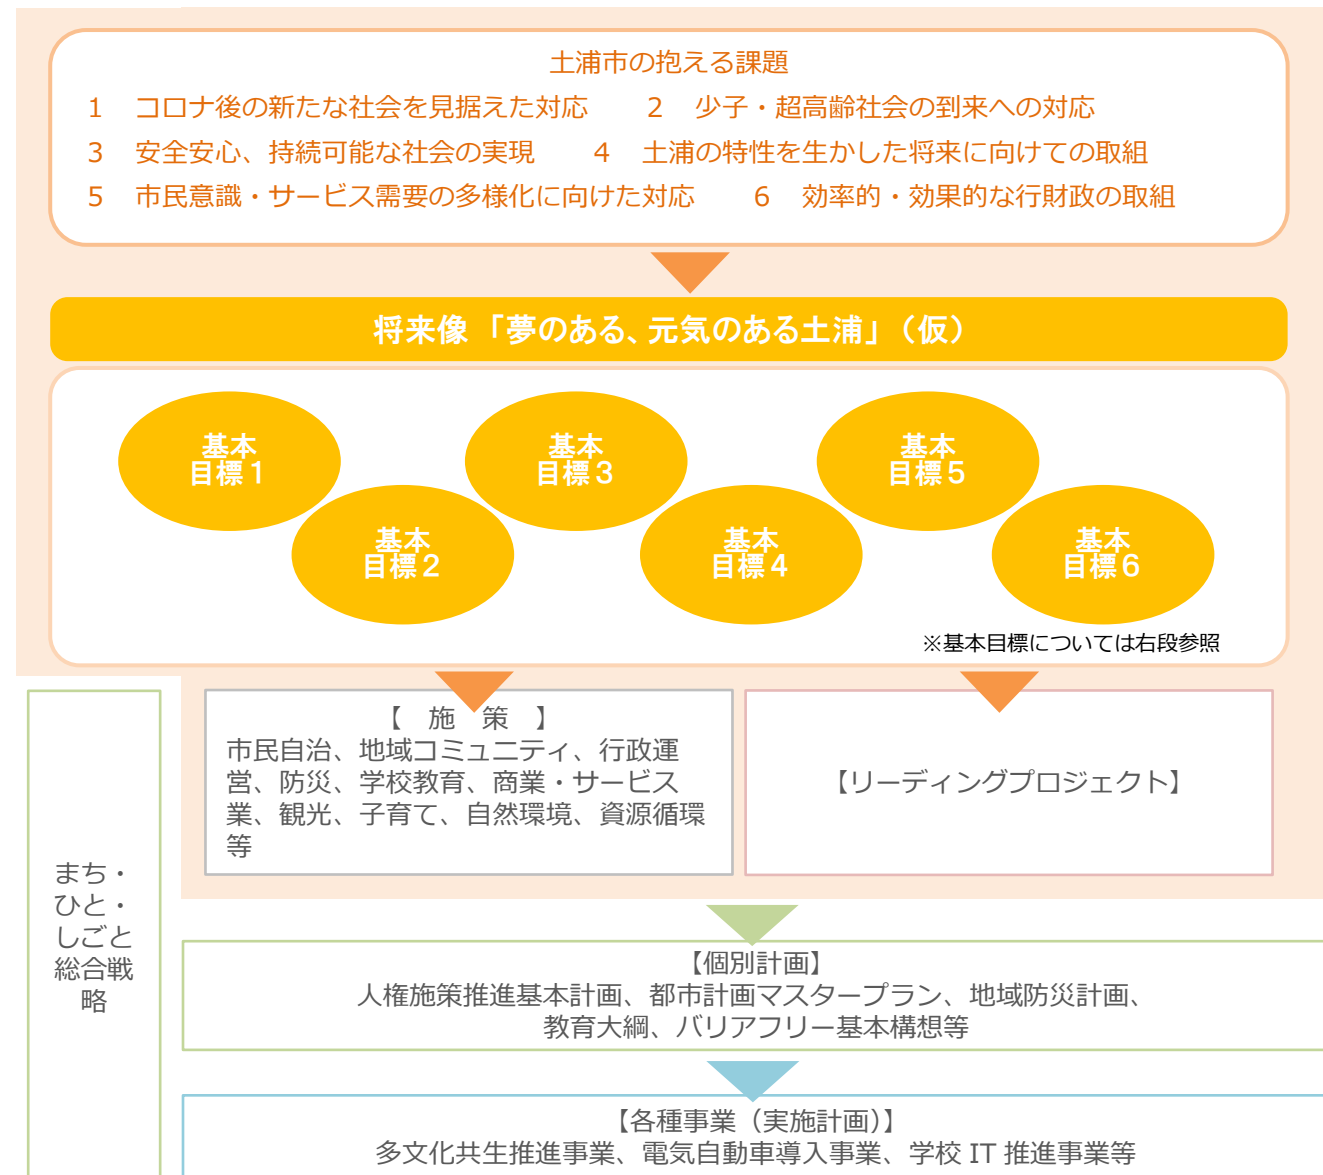 土浦市の抱える課題
1　コロナ後の新たな社会を見据えた対応　　2　少子・超高齢社会の到来への対応
3　安全安心、持続可能な社会の実現　　4　土浦の特性を生かした将来に向けての取組
5　市民意識・サービス需要の多様化に向けた対応　　6　効率的・効果的な行財政の取組
将来像「夢のある、元気のある土浦」（仮）
基本
目標１
基本
目標２
基本
目標３
基本
目標４
基本
目標５
基本
目標６
※基本目標については右段参照
【　施　策　】
市民自治、地域コミュニティ、行政運
営、防災、学校教育、商業・サービス
業、観光、子育て、自然環境、資源循環
等
【リーディングプロジェクト】
まち・
ひと・
しごと
総合戦
略
【個別計画】
人権施策推進基本計画、都市計画マスタープラン、地域防災計画、
教育大綱、バリアフリー基本構想等
【各種事業（実施計画）】
多文化共生推進事業、電気自動車導入事業、学校 IT 推進事業等